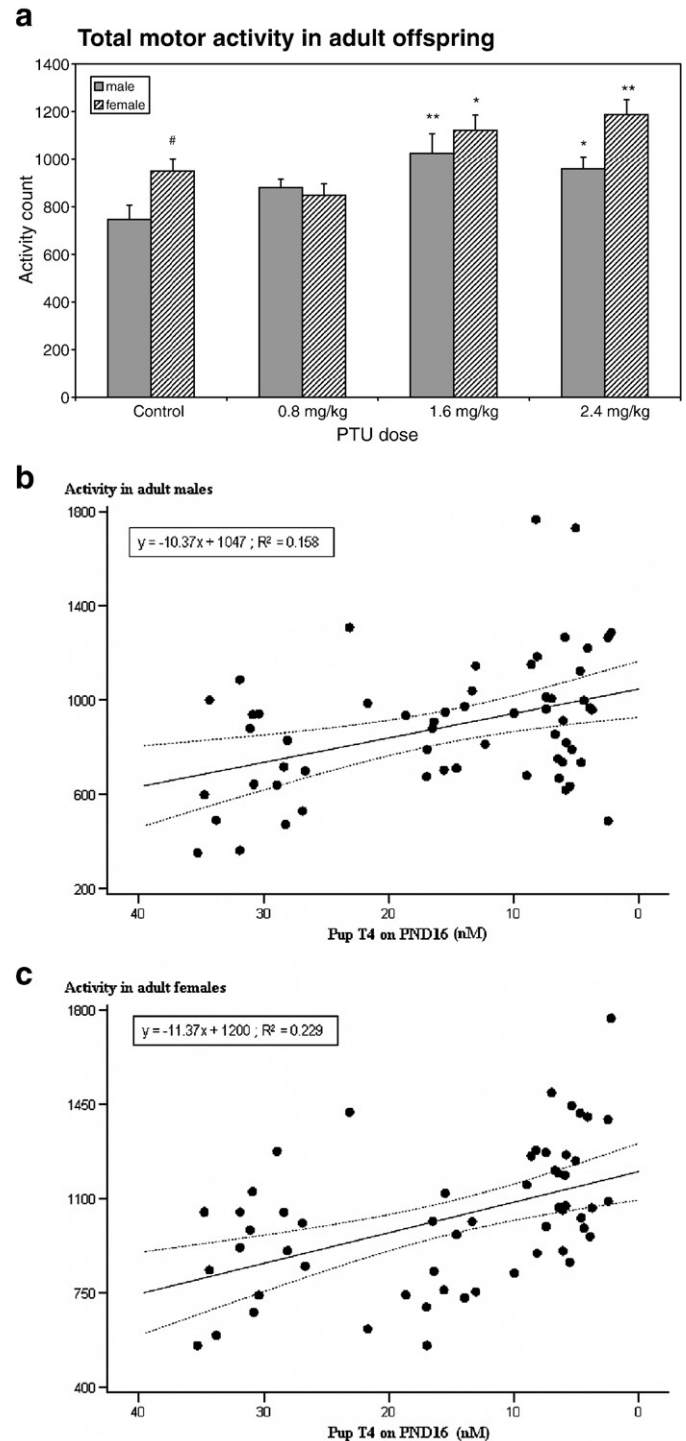 a
Total motor activity in adult offspring
1400
1200
1000
800
600
400
200
0
Activity count
male
female
#
**
*
*
**
Control 0.8 mg/kg 1.6 mg/kg 2.4 mg/kg
PTU dose
b
Activity in adult males
1800
1400
1000
600
200
y = -10.37x + 1047 ; R² = 0.158
40 30 20 10 0
Pup T4 on PND16 (nM)
c
Activity in adult females
1800
1450
1100
750
400
y = -11.37x + 1200 ; R² = 0.229
40 30 20 10 0
Pup T4 on PND16 (nM)